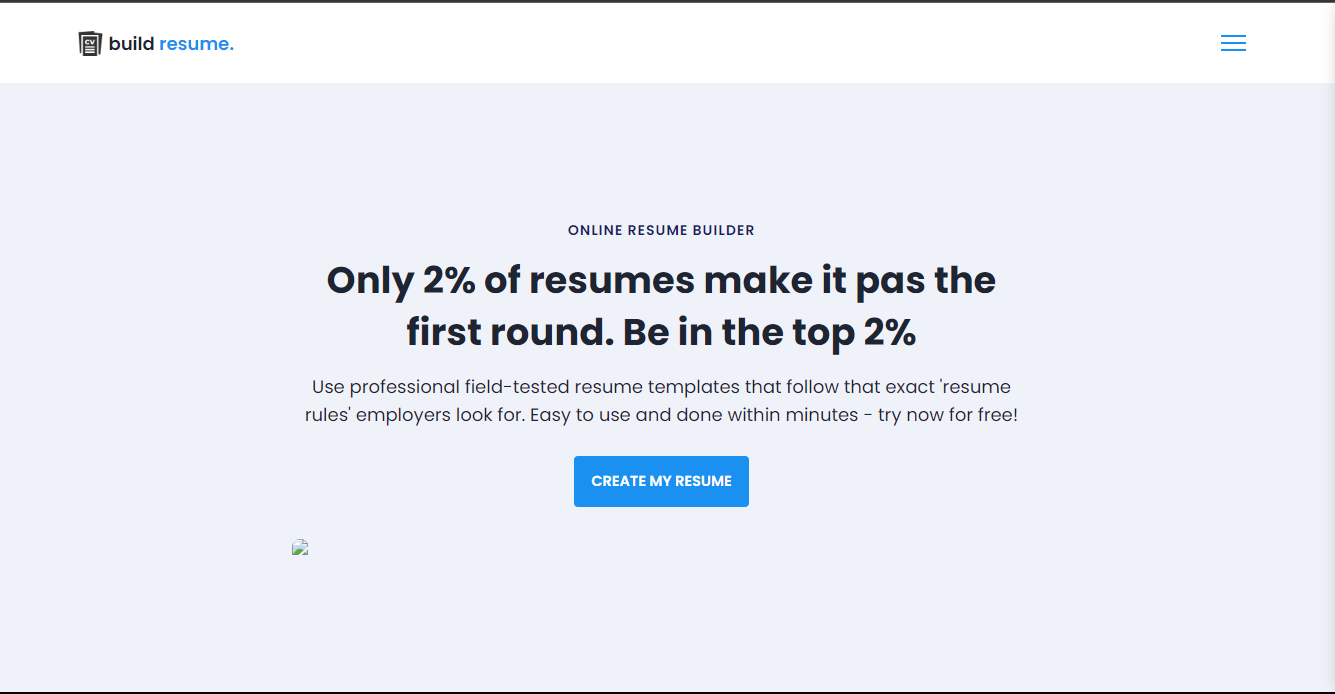 CV
build resume.
ONLINE RESUME BUILDER
Only 2% of resumes make it pas the
first round. Be in the top 2%
Use professional field-tested resume templates that follow that exact 'resume
rules' employers look for. Easy to use and done within minutes - try now for free!
CREATE MY RESUME